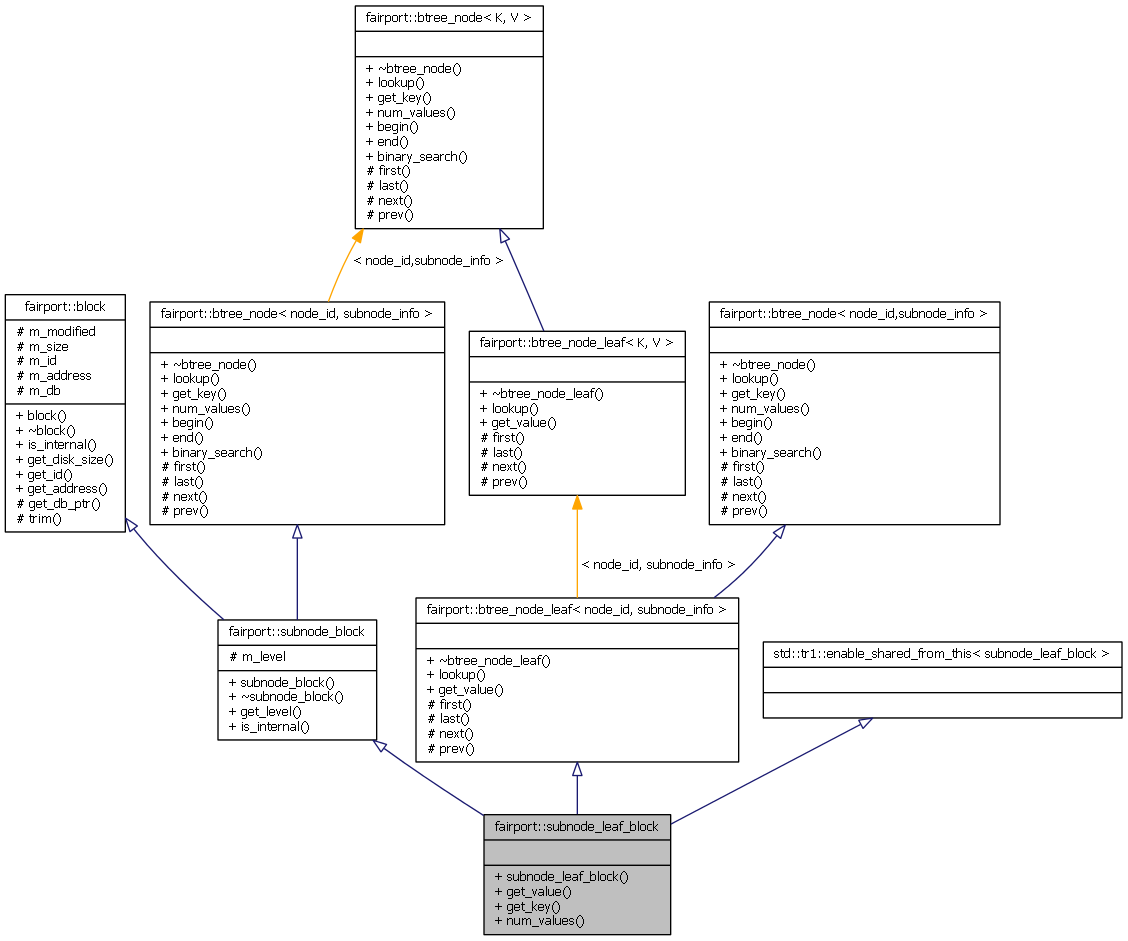 fairport::btree_node< K, V >
+ ~btree_node()
+ lookup()
+ get_key()
+ num_values()
+ begin()
+ end()
+ binary_search()
# first()
# last()
# next()
# prev()
< node_id,subnode_info >
fairport::block
# m_modified
# m_size
# m_id
# m_address
# m_db
+ block()
+ ~block()
+ is_internal()
+ get_disk_size()
+ get_id()
+ get_address()
# get_db_ptr()
# trim()
fairport::btree_node< node_id, subnode_info >
+ ~btree_node()
+ lookup()
+ get_key()
+ num_values()
+ begin()
+ end()
+ binary_search()
# first()
# last()
# next()
# prev()
fairport::btree_node_leaf< K, V >
+ ~btree_node_leaf()
+ lookup()
+ get_value()
# first()
# last()
# next()
# prev()
fairport::btree_node< node_id,subnode_info >
+ ~btree_node()
+ lookup()
+ get_key()
+ num_values()
+ begin()
+ end()
+ binary_search()
# first()
# last()
# next()
# prev()
< node_id, subnode_info >
fairport::subnode_block
# m_level
+ subnode_block()
+ ~subnode_block()
+ get_level()
+ is_internal()
fairport::btree_node_leaf< node_id, subnode_info >
+ ~btree_node_leaf()
+ lookup()
+ get_value()
# first()
# last()
# next()
# prev()
std::tr1::enable_shared_from_this< subnode_leaf_block >
fairport::subnode_leaf_block
+ subnode_leaf_block()
+ get_value()
+ get_key()
+ num_values()